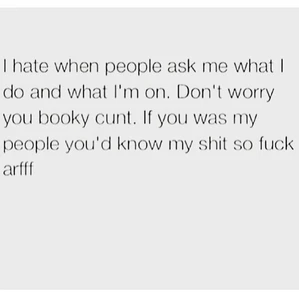 I hate when people ask me what I
do and what I'm on. Don't worry
you booky cunt. If you was my
people you'd know my shit so fuck
arfff